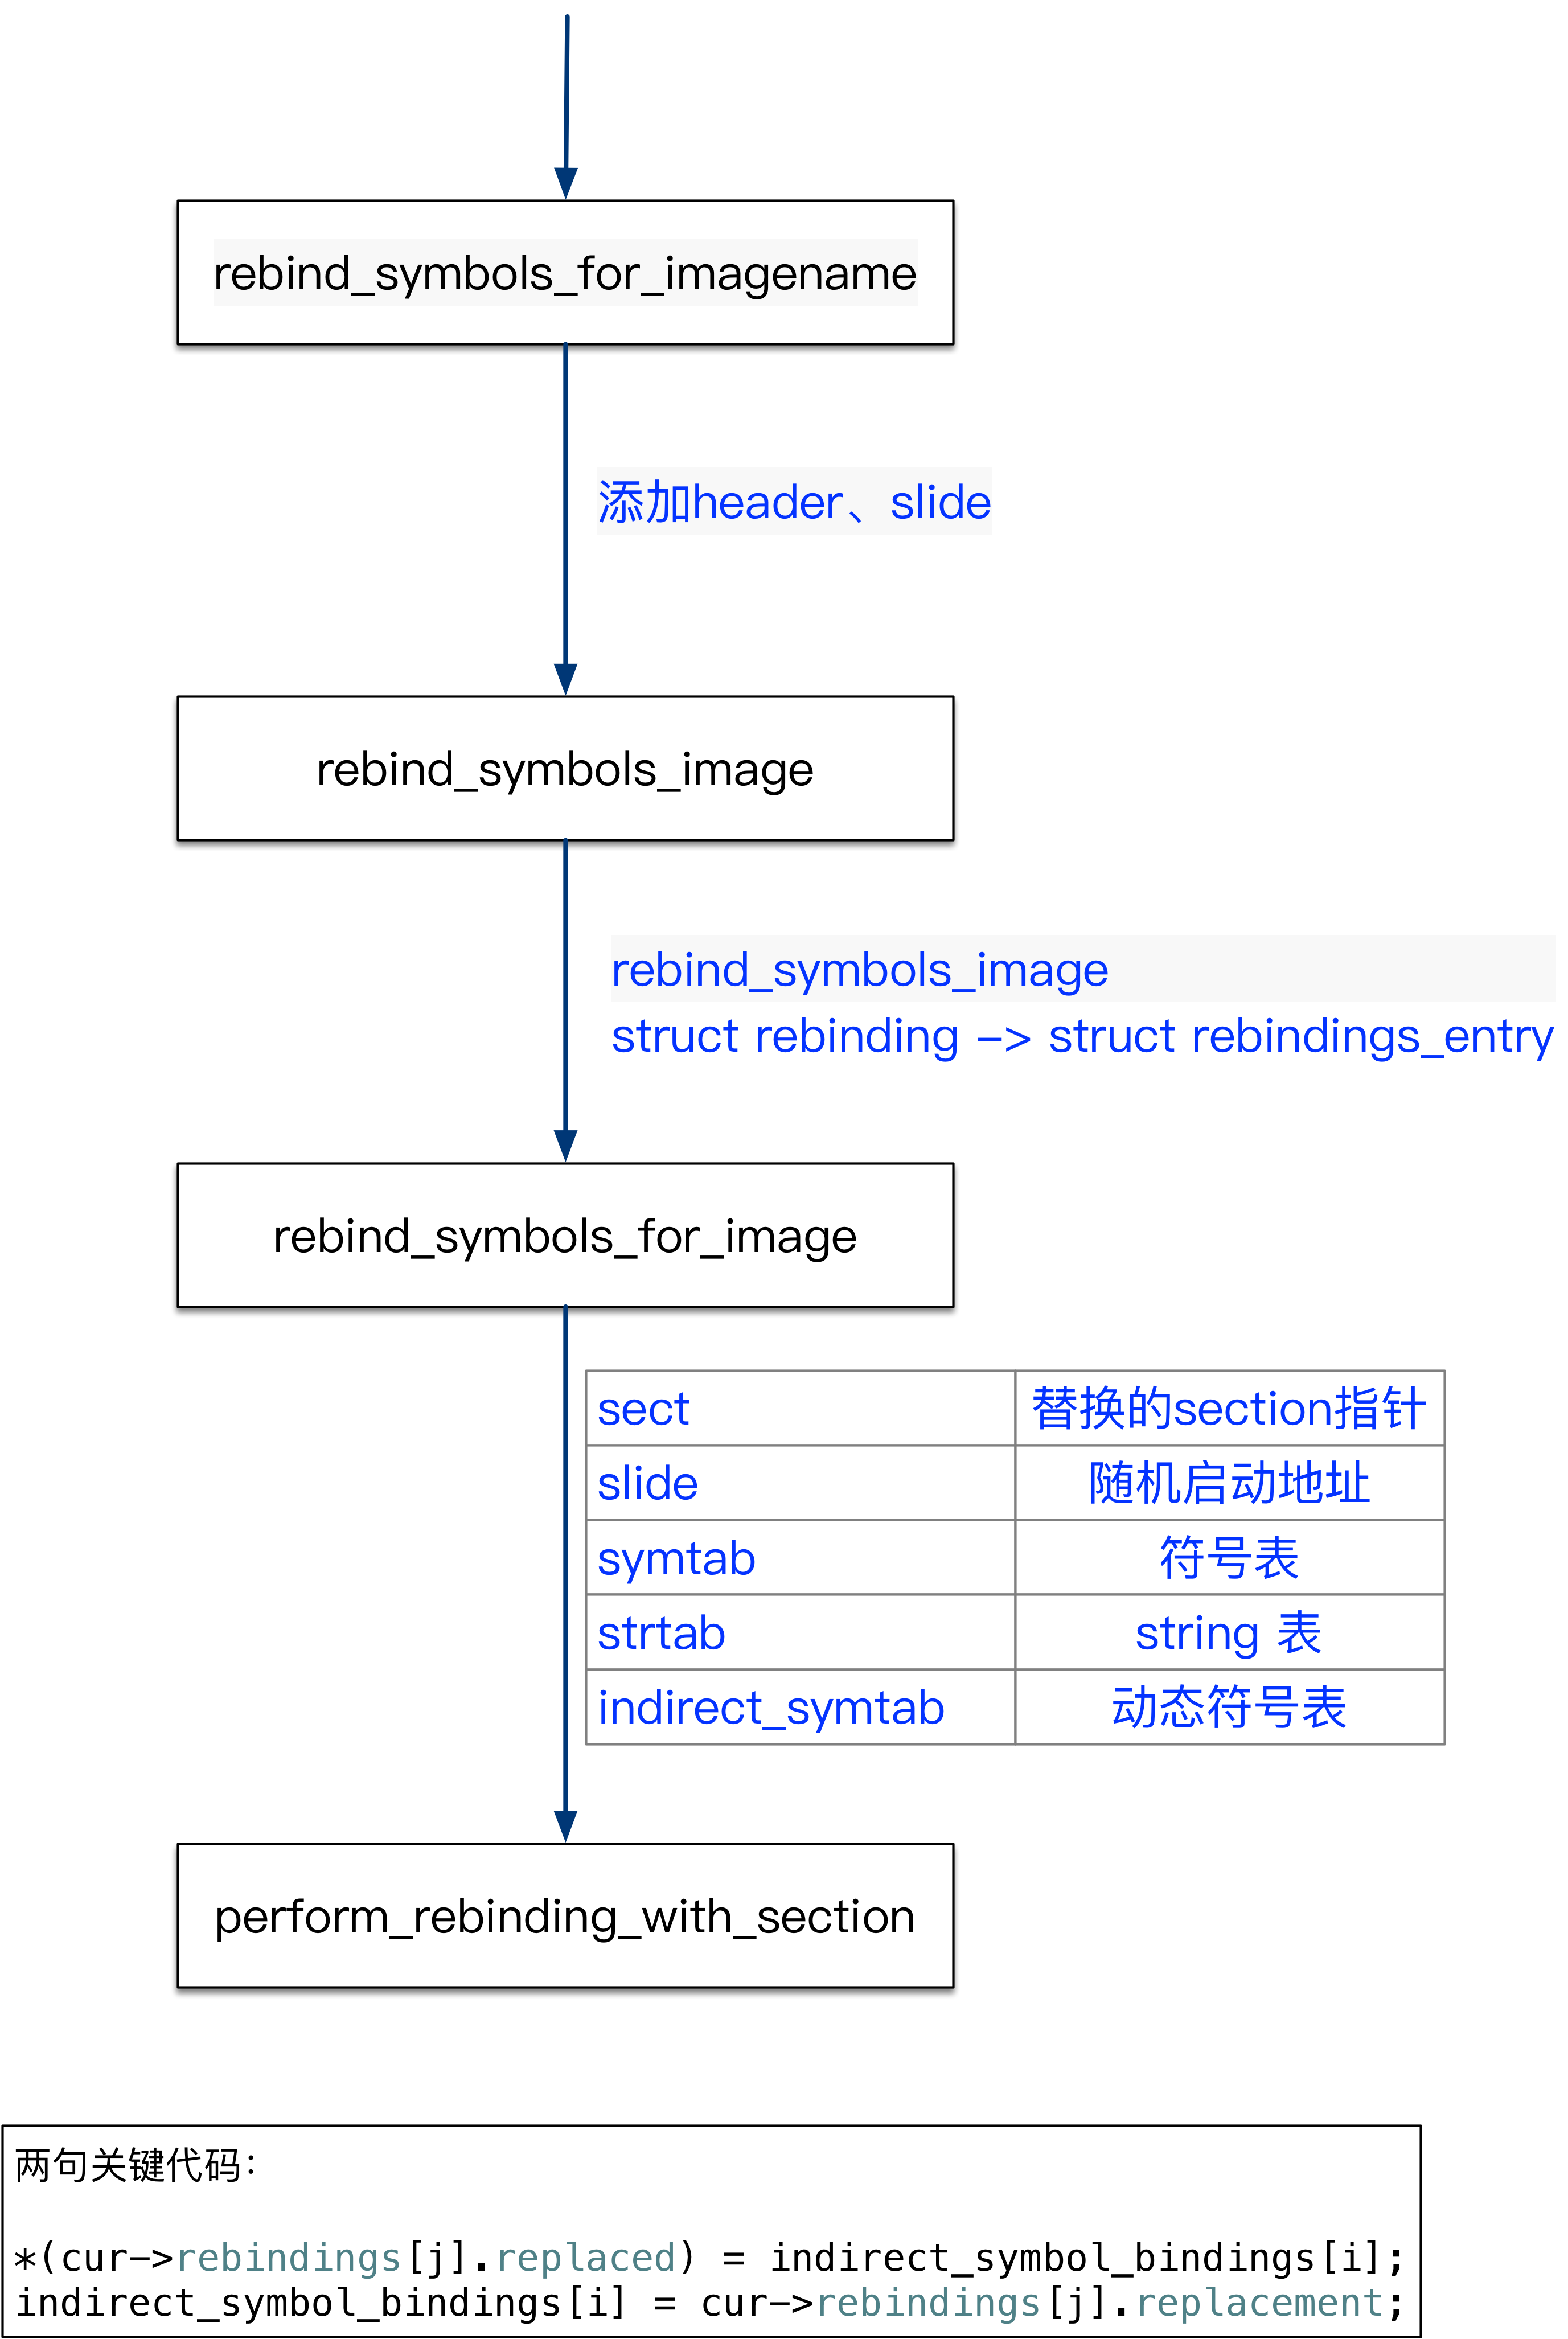 rebind_symbols_for_imagename
添加header、slide
rebind_symbols_image
rebind_symbols_image
struct rebinding —> struct rebindings_entry
rebind_symbols_for_image
sect 替换的section指针
slide 随机启动地址
symtab 符号表
strtab string 表
indirect_symtab 动态符号表
perform_rebinding_with_section
两句关键代码：
*(cur->rebindings[j].replaced) = indirect_symbol_bindings[i];
indirect_symbol_bindings[i] = cur->rebindings[j].replacement;